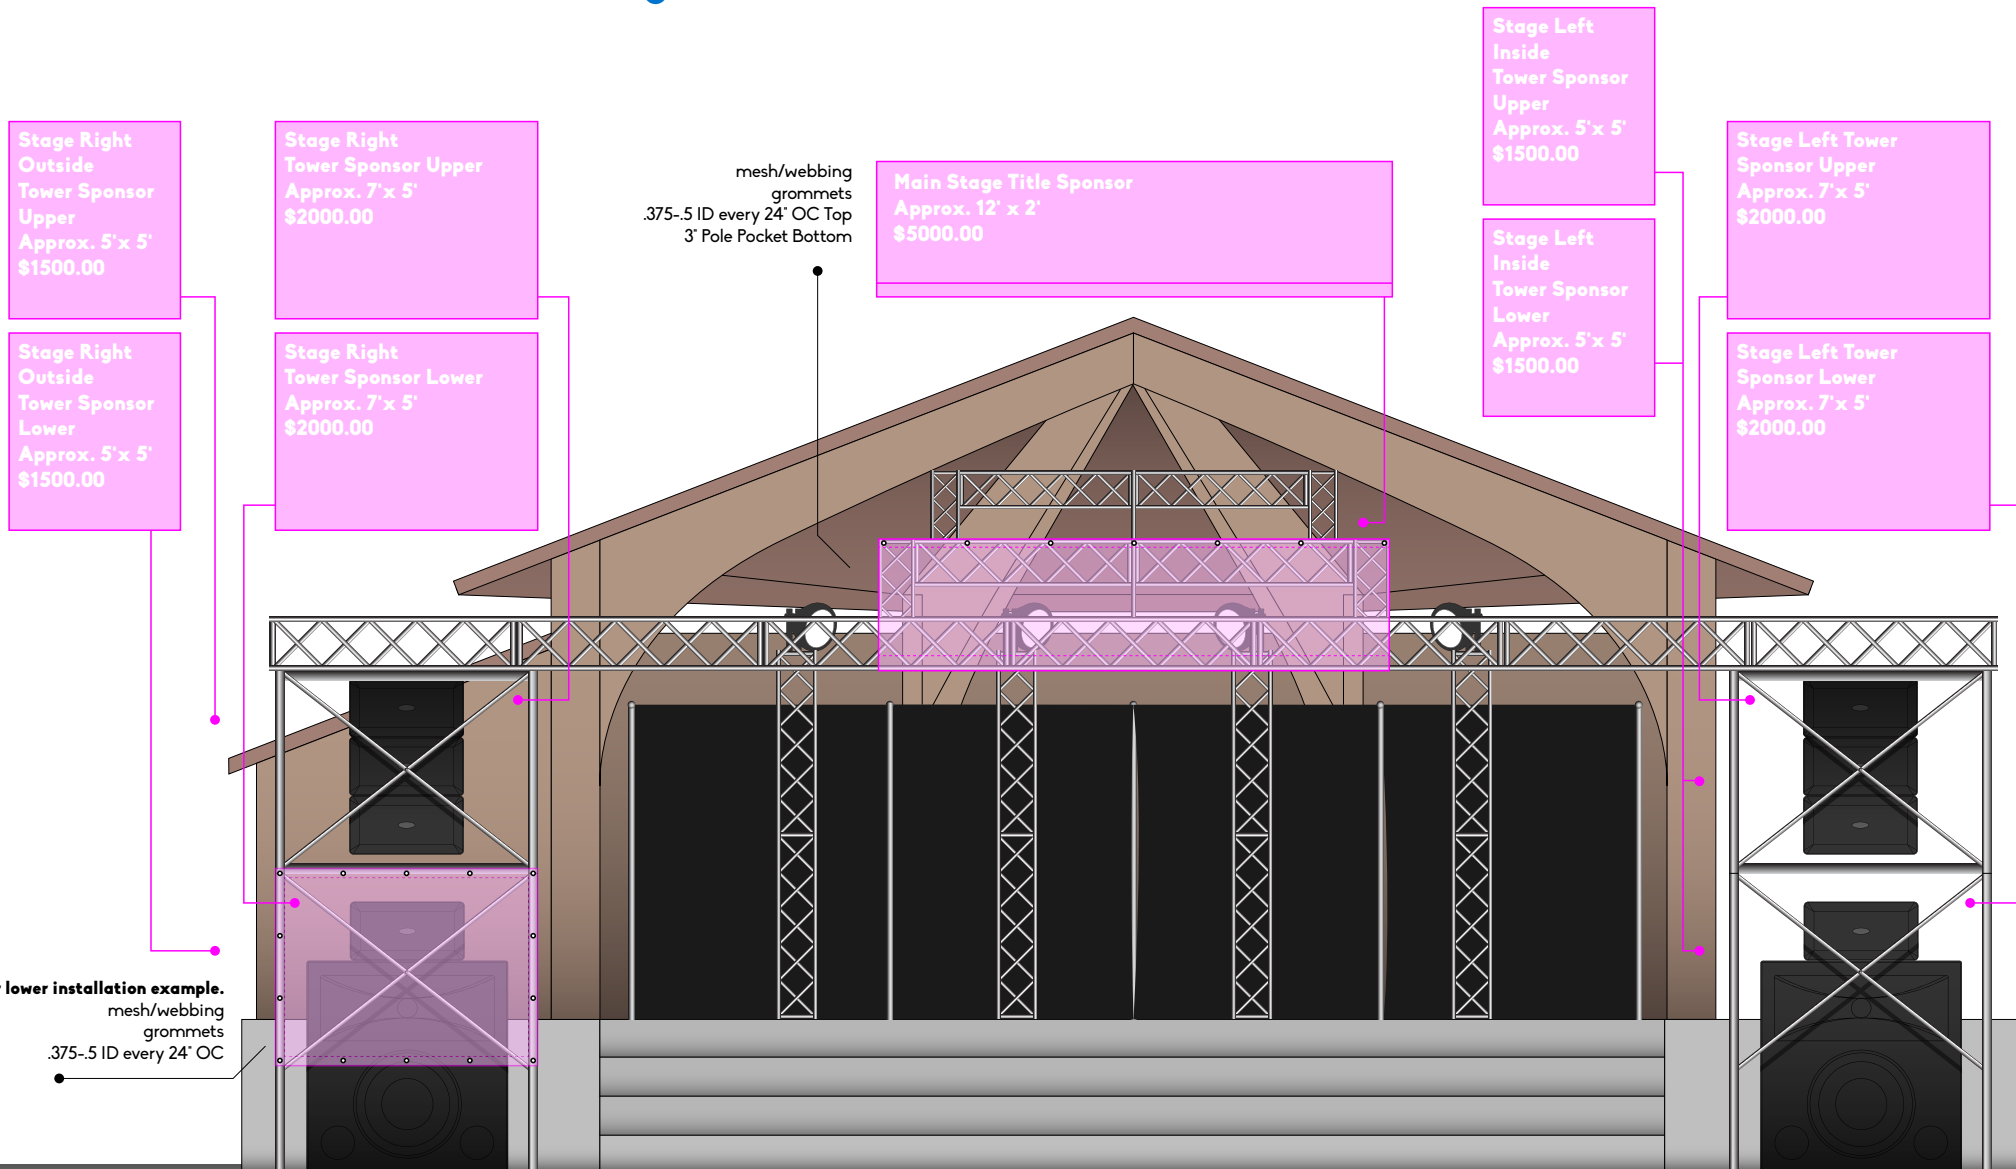 Stage Right
Outside
Tower Sponsor
Upper
Approx. 5'x 5'
$1500.00
Stage Right
Tower Sponsor Upper
Approx. 7'x 5'
$2000.00
mesh/webbing
grommets
.375-.5 ID every 24" OC Top
3" Pole Pocket Bottom
Main Stage Title Sponsor
Approx. 12' x 2'
$5000.00
Stage Left
Inside
Tower Sponsor
Upper
Approx. 5'x 5'
$1500.00
Stage Left Tower
Sponsor Upper
Approx. 7'x 5'
$2000.00
Stage Right
Outside
Tower Sponsor
Lower
Approx. 5'x 5'
$1500.00
Stage Right
Tower Sponsor Lower
Approx. 7'x 5'
$2000.00
Stage Left
Inside
Tower Sponsor
Lower
Approx. 5'x 5'
$1500.00
Stage Left Tower
Sponsor Lower
Approx. 7'x 5'
$2000.00
lower installation example.
mesh/webbing
grommets
.375-.5 ID every 24" OC